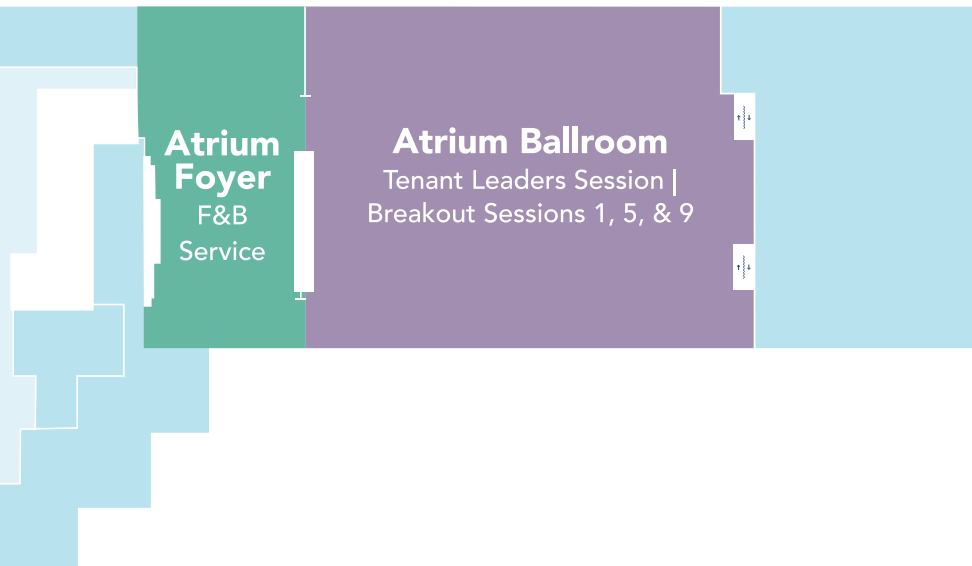 Atrium
Foyer
F&B
Service
Atrium Ballroom
Tenant Leaders Session |
Breakout Sessions 1, 5, & 9